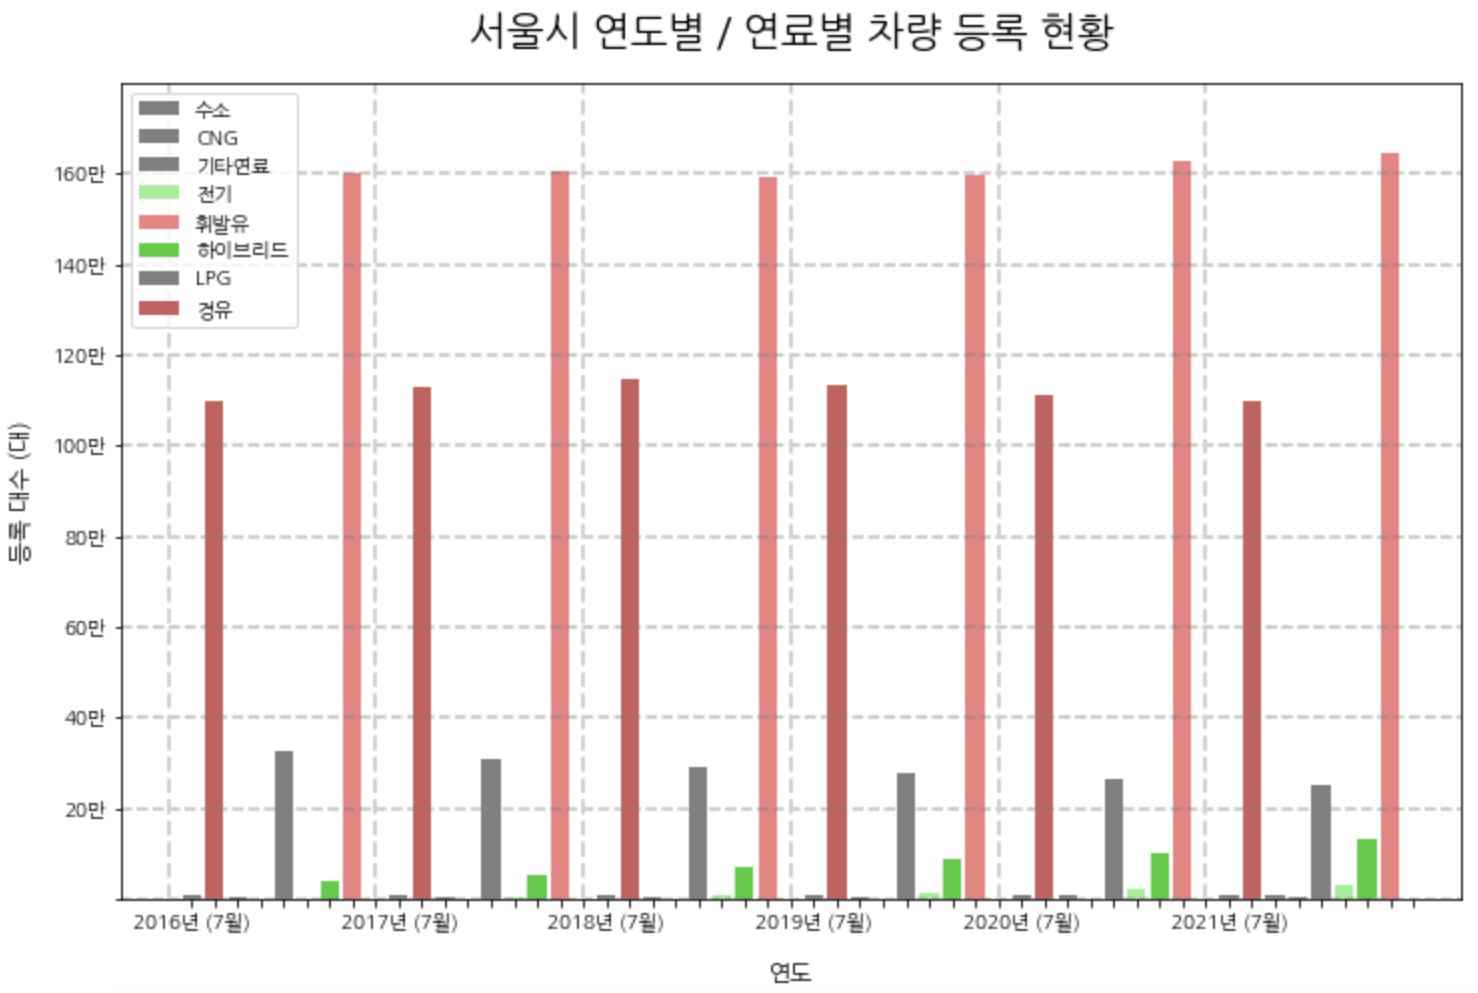 서울시 연도별 / 연료별 차량 등록 현황
수소
CNG
기타연료
전기
휘발유
하이브리드
LPG
경유
160만
140만
120만
100만
80만
60만
40만
20만
등록 대수 (대)
2016년 (7월) 2017년 (7월) 2018년 (7월) 2019년 (7월) 2020년 (7월) 2021년 (7월)
연도